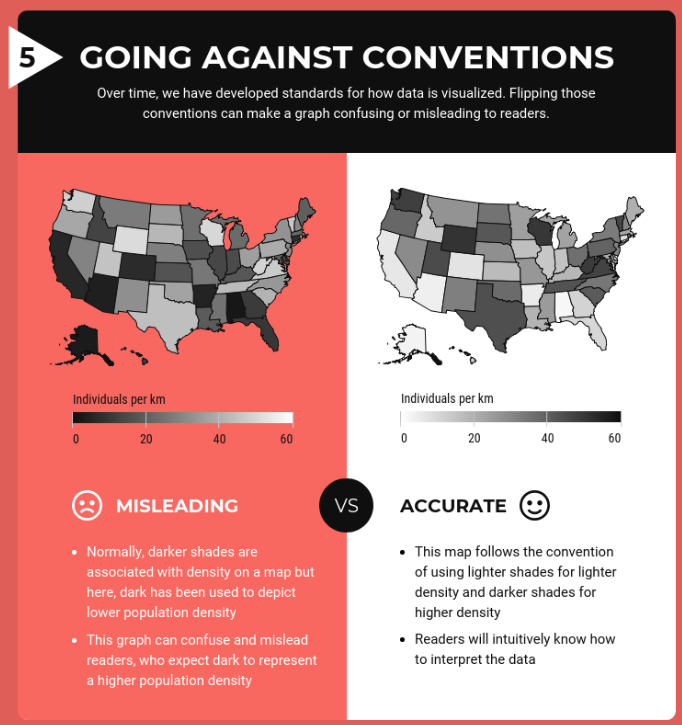 5
GOING AGAINST CONVENTIONS
Over time, we have developed standards for how data is visualized. Flipping those
conventions can make a graph confusing or misleading to readers.
Individuals per km
0 20 40 60
Individuals per km
0 20 40 60
MISLEADING
VS
ACCURATE
• Normally, darker shades are
associated with density on a map but
here, dark has been used to depict
lower population density
• This graph can confuse and mislead
readers, who expect dark to represent
a higher population density
• This map follows the convention
of using lighter shades for lighter
density and darker shades for
higher density
• Readers will intuitively know how
to interpret the data